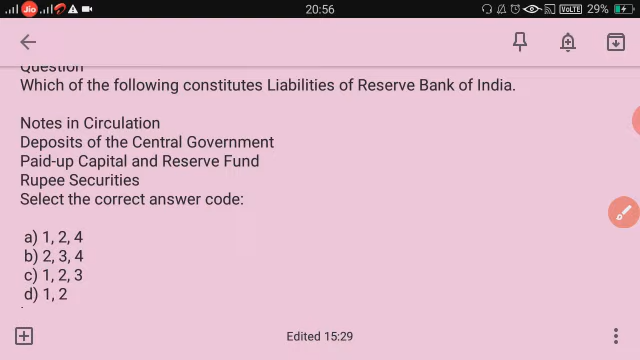 Jio
20:56
VoLTE
29%
Question
Which of the following constitutes Liabilities of Reserve Bank of India.
Notes in Circulation
Deposits of the Central Government
Paid-up Capital and Reserve Fund
Rupee Securities
Select the correct answer code:
a) 1, 2, 4
b) 2, 3, 4
c) 1, 2, 3
d) 1, 2
Edited 15:29